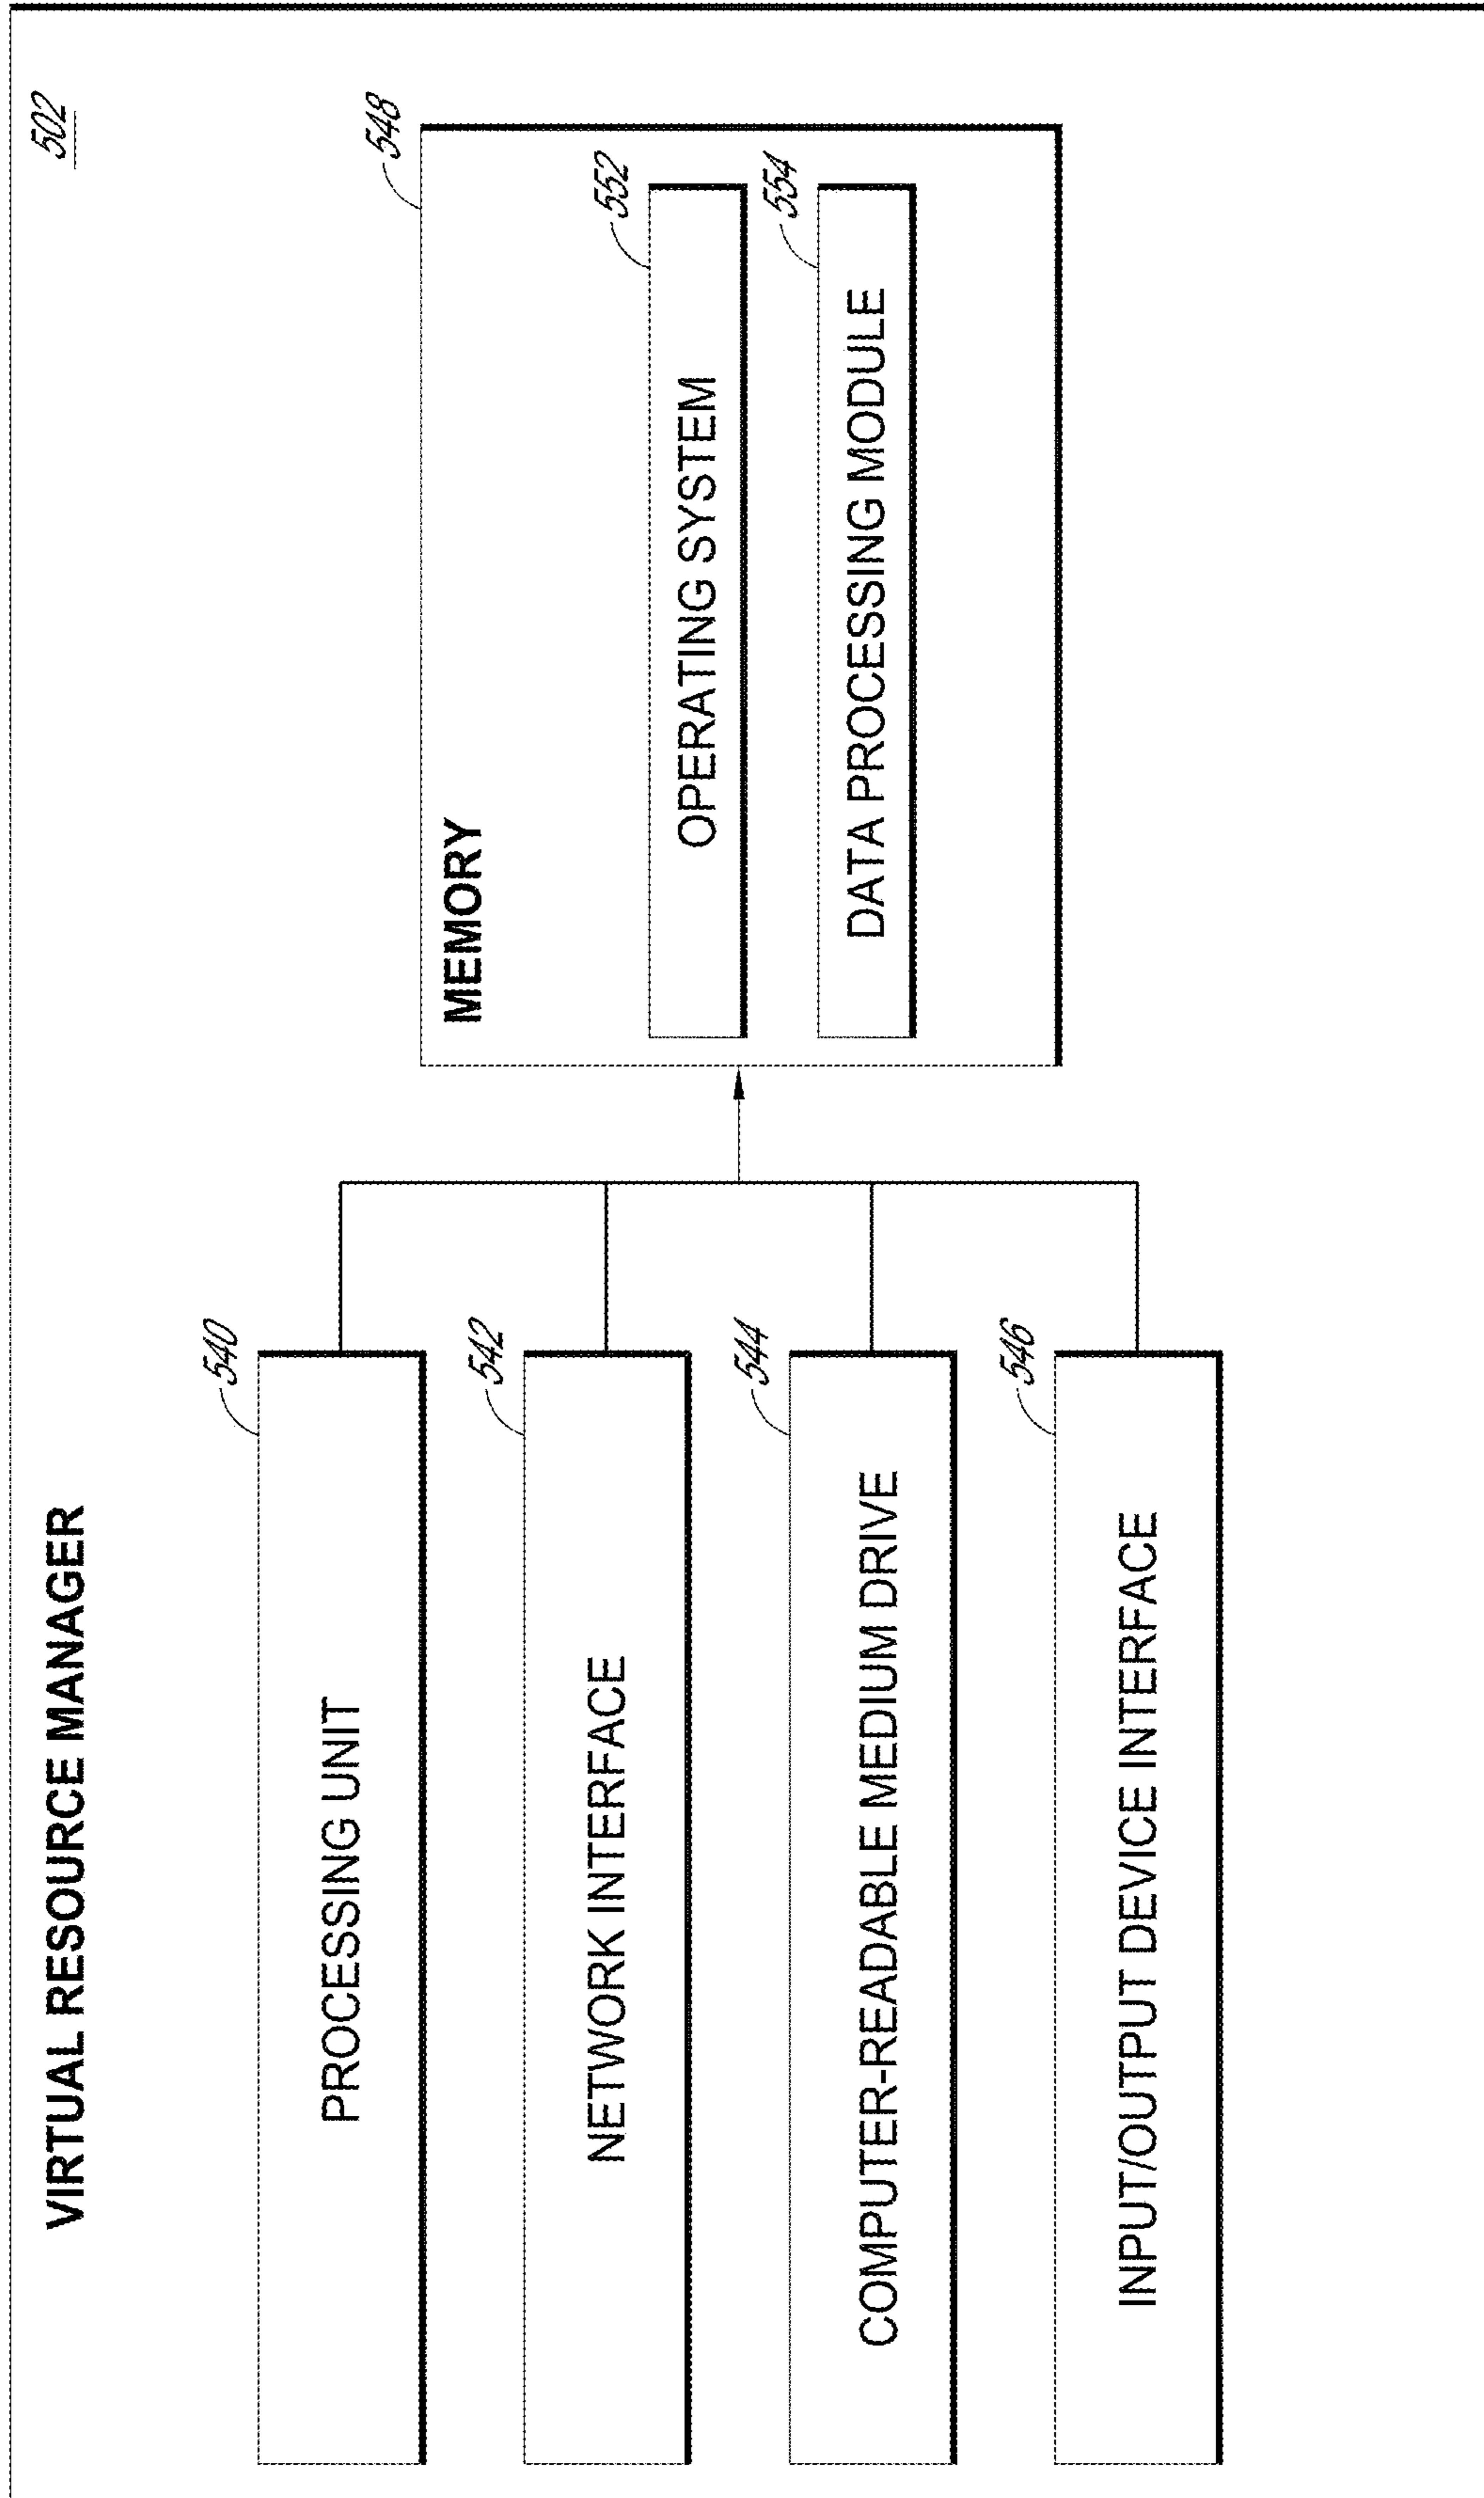 VIRTUAL RESOURCE MANAGER
502
540
PROCESSING UNIT
542
NETWORK INTERFACE
544
COMPUTER-READABLE MEDIUM DRIVE
546
INPUT/OUTPUT DEVICE INTERFACE
548
MEMORY
552
OPERATING SYSTEM
554
DATA PROCESSING MODULE